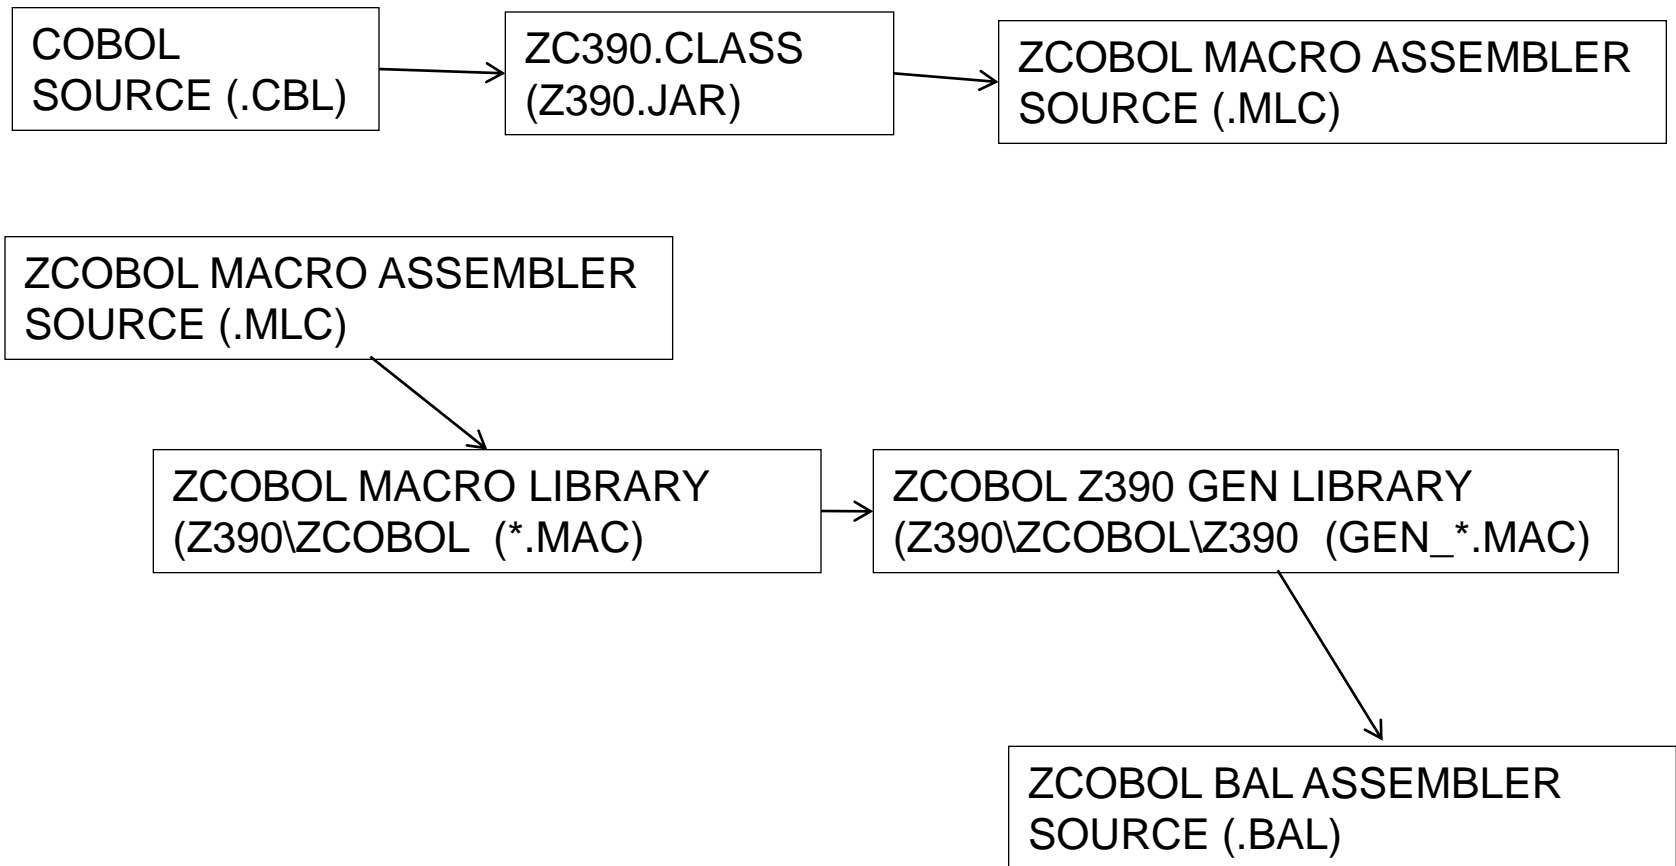 COBOL
SOURCE (.CBL)
ZC390.CLASS
(Z390.JAR)
ZCOBOL MACRO ASSEMBLER
SOURCE (.MLC)
ZCOBOL MACRO ASSEMBLER
SOURCE (.MLC)
ZCOBOL MACRO LIBRARY
(Z390\ZCOBOL (*.MAC)
ZCOBOL Z390 GEN LIBRARY
(Z390\ZCOBOL\Z390 (GEN_*.MAC)
ZCOBOL BAL ASSEMBLER
SOURCE (.BAL)